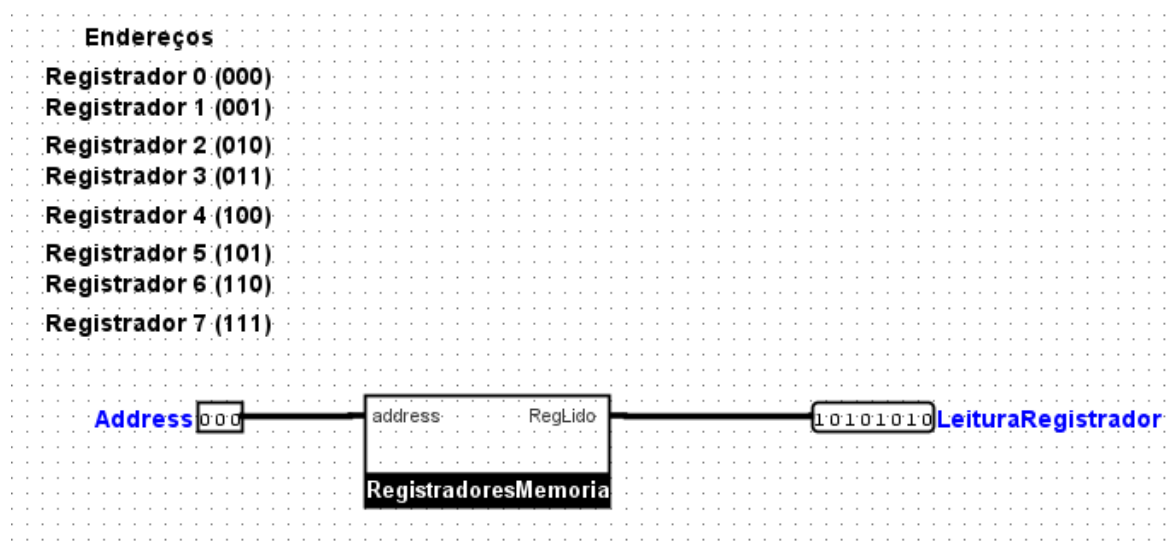 Endereços
Registrador 0 (000)
Registrador 1 (001)
Registrador 2 (010)
Registrador 3 (011)
Registrador 4 (100)
Registrador 5 (101)
Registrador 6 (110)
Registrador 7 (111)
Address 000 address RegLido 10101010 LeituraRegistrador
RegistradoresMemoria